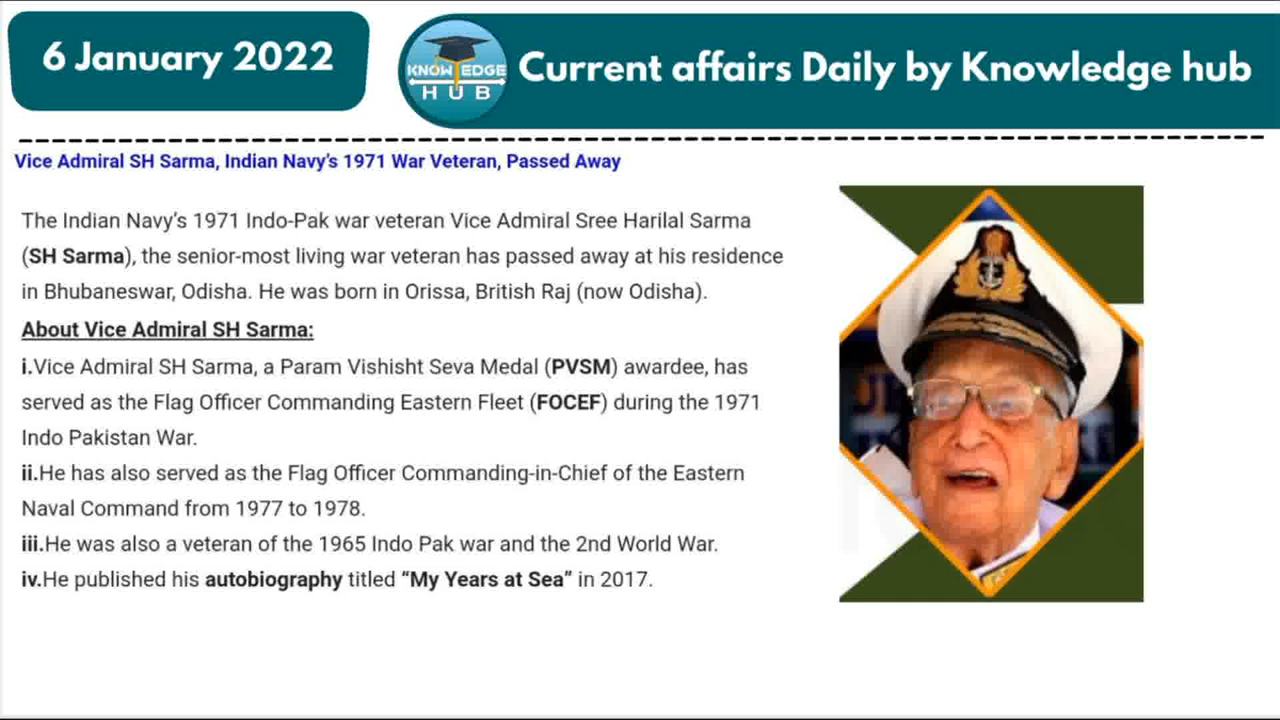 6 January 2022
KNOWLEDGE
HUB
Current affairs Daily by Knowledge hub
Vice Admiral SH Sarma, Indian Navy's 1971 War Veteran, Passed Away
The Indian Navy's 1971 Indo-Pak war veteran Vice Admiral Sree Harilal Sarma
(SH Sarma), the senior-most living war veteran has passed away at his residence
in Bhubaneswar, Odisha. He was born in Orissa, British Raj (now Odisha).
About Vice Admiral SH Sarma:
i.Vice Admiral SH Sarma, a Param Vishisht Seva Medal (PVSM) awardee, has
served as the Flag Officer Commanding Eastern Fleet (FOCEF) during the 1971
Indo Pakistan War.
ii.He has also served as the Flag Officer Commanding-in-Chief of the Eastern
Naval Command from 1977 to 1978.
iii.He was also a veteran of the 1965 Indo Pak war and the 2nd World War.
iv.He published his autobiography titled “My Years at Sea” in 2017.